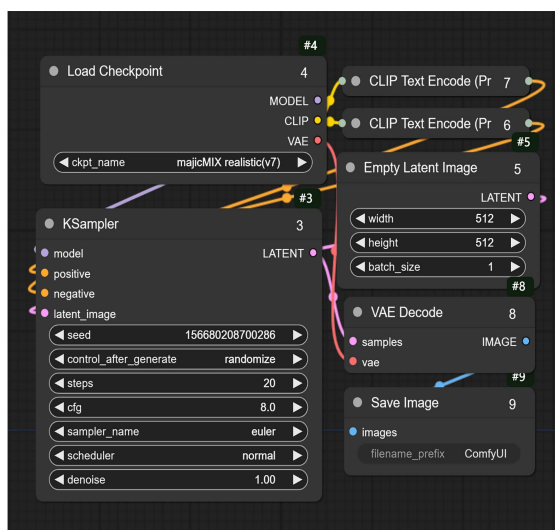 #4
Load Checkpoint 4
MODEL
CLIP
VAE
ckpt_name majicMIX realistic(v7)
CLIP Text Encode (Pr 7
CLIP Text Encode (Pr 6
#5
Empty Latent Image 5
LATENT
width 512
height 512
batch_size 1
#3
KSampler 3
model LATENT
positive
negative
latent_image
seed 156680208700286
control_after_generate randomize
steps 20
cfg 8.0
sampler_name euler
scheduler normal
denoise 1.00
#8
VAE Decode 8
samples IMAGE
vae
#9
Save Image 9
images
filename_prefix ComfyUI